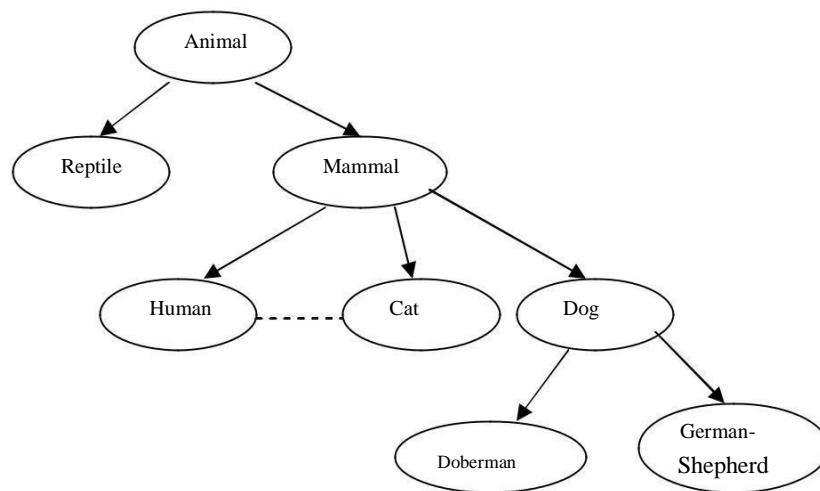 Animal
Reptile
Mammal
Human
Cat
Dog
Doberman
German-
Shepherd